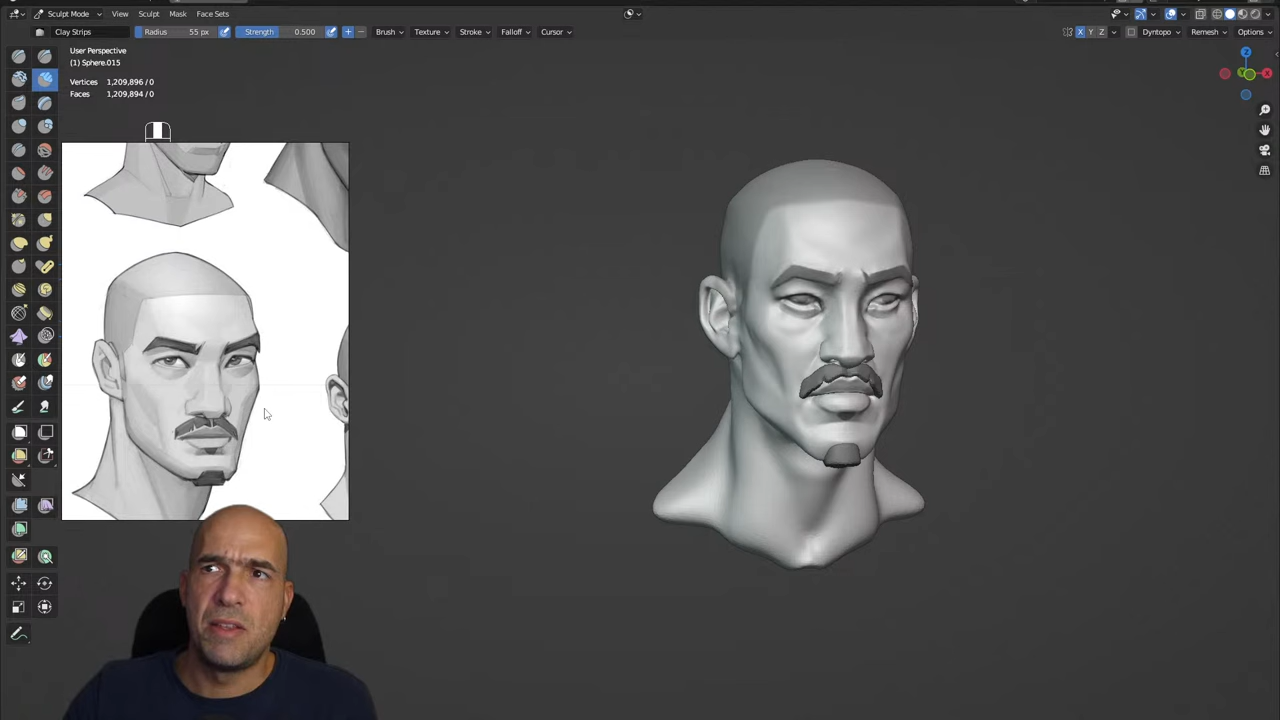 Sculpt Mode View Sculpt Mask Face Sets
Clay Strips Radius 55 px Strength 0.500 Brush Texture Stroke Falloff Cursor X Y Z Dyntopo Remesh Options
User Perspective
(1) Sphere.015
Vertices 1,209,896 / 0
Faces 1,209,894 / 0
Z
Y X